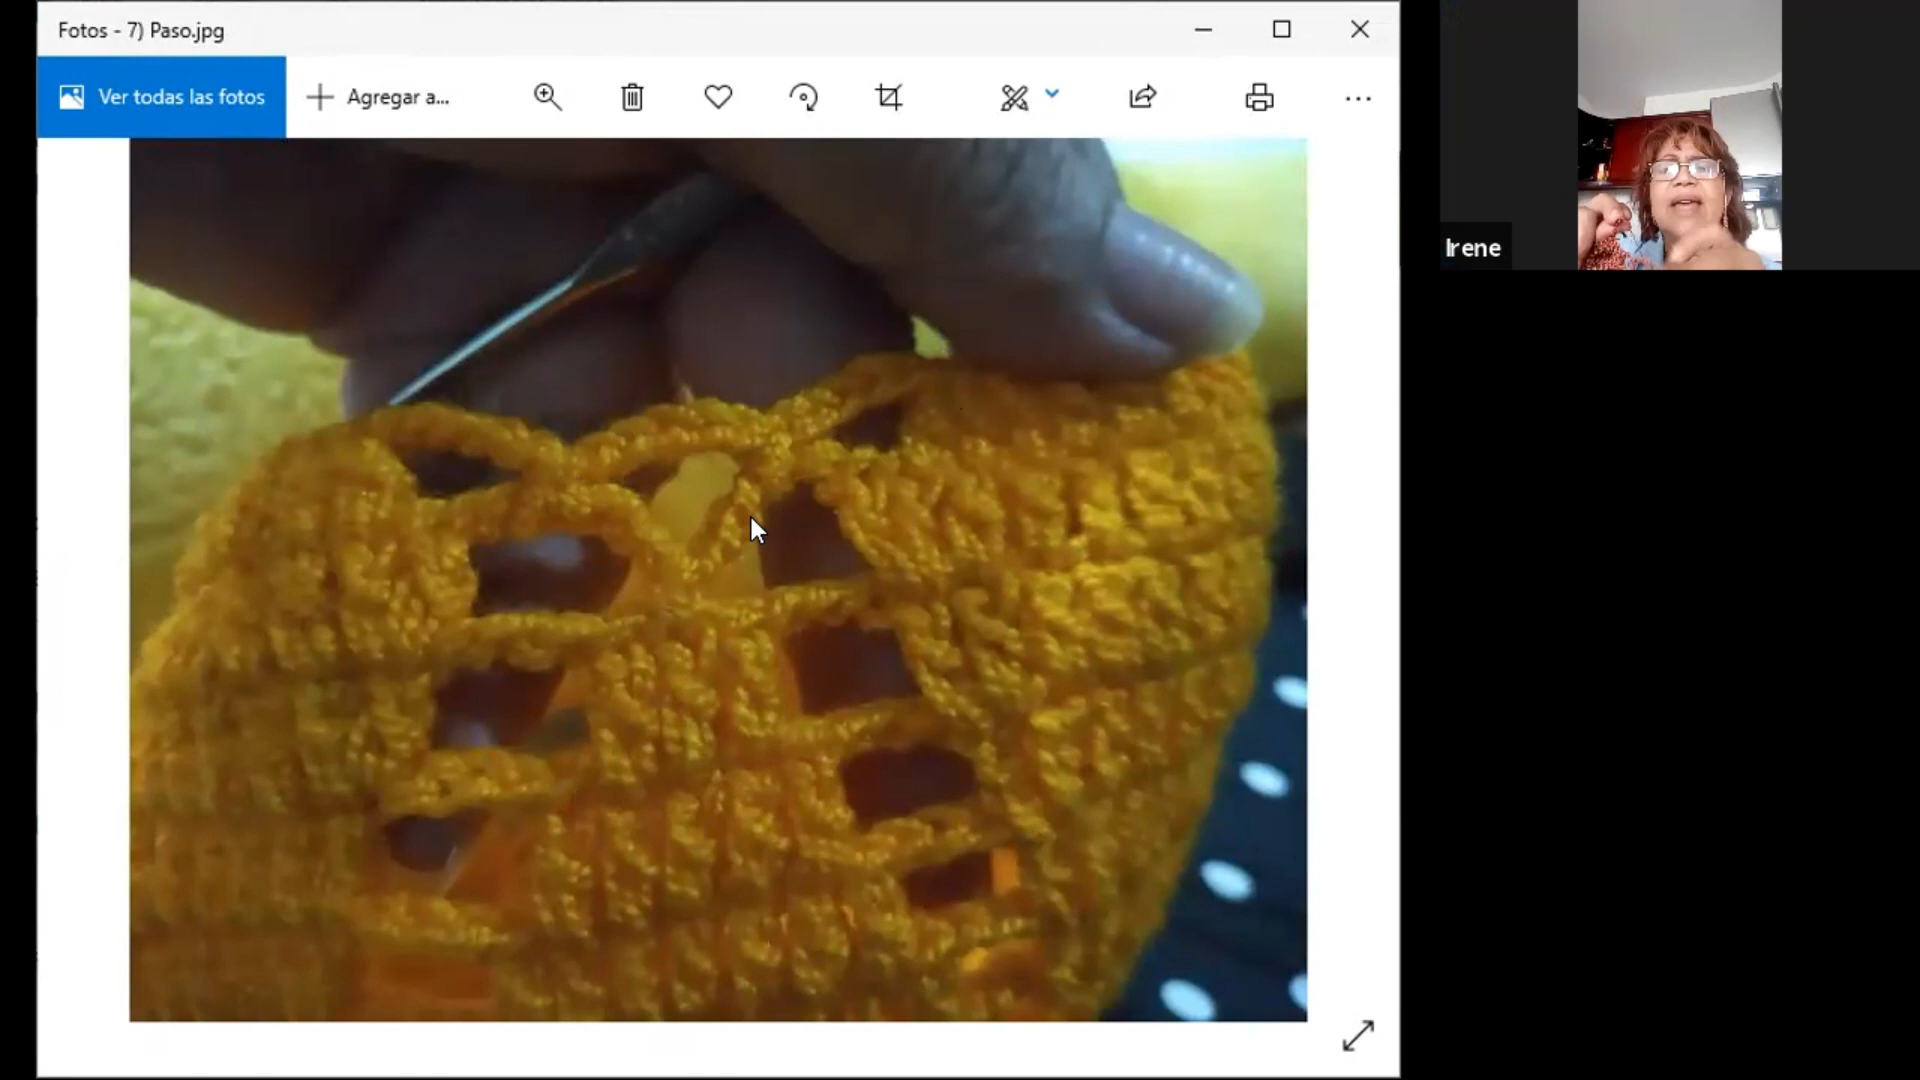 Fotos - 7) Paso.jpg
Ver todas las fotos
Agregar a...
Irene